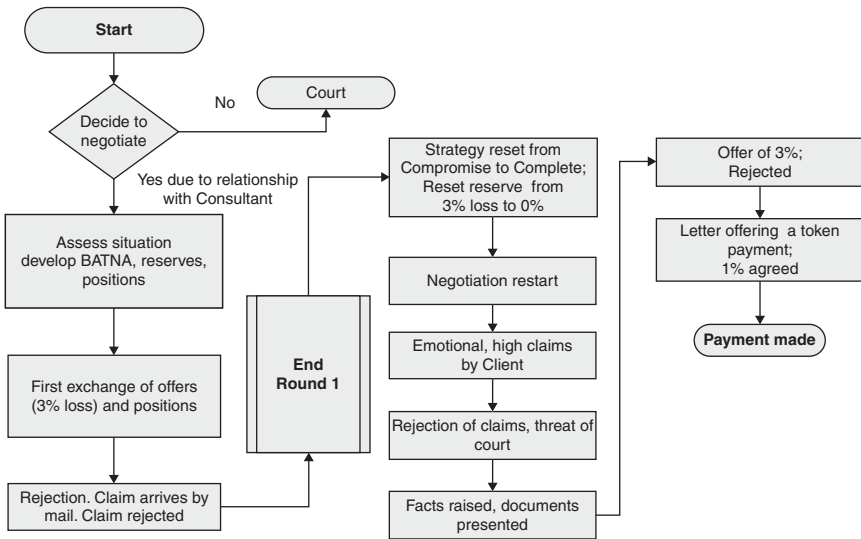 Start
Decide to
negotiate
No
Court
Yes due to relationship
with Consultant
Assess situation
develop BATNA, reserves,
positions
First exchange of offers
(3% loss) and positions
Rejection. Claim arrives by
mail. Claim rejected
End
Round 1
Strategy reset from
Compromise to Complete;
Reset reserve from
3% loss to 0%
Negotiation restart
Emotional, high claims
by Client
Rejection of claims, threat of
court
Facts raised, documents
presented
Offer of 3%;
Rejected
Letter offering a token
payment;
1% agreed
Payment made